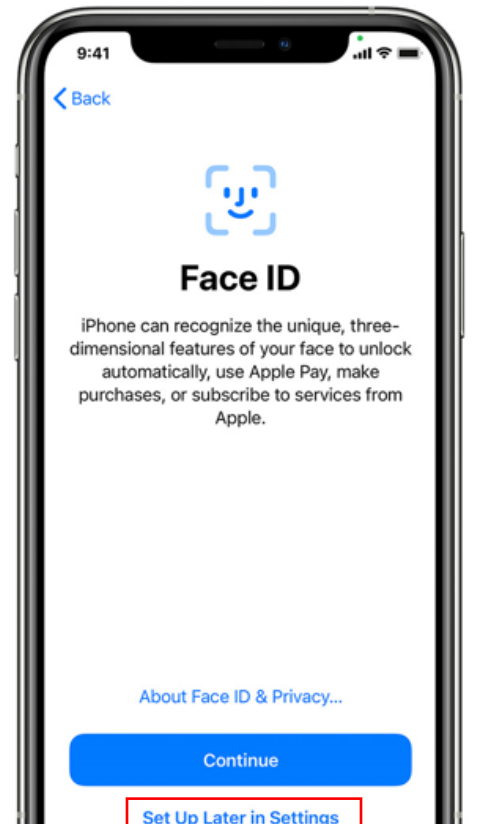 9:41
Back
Face ID
iPhone can recognize the unique, three-
dimensional features of your face to unlock
automatically, use Apple Pay, make
purchases, or subscribe to services from
Apple.
About Face ID & Privacy...
Continue
Set Up Later in Settings